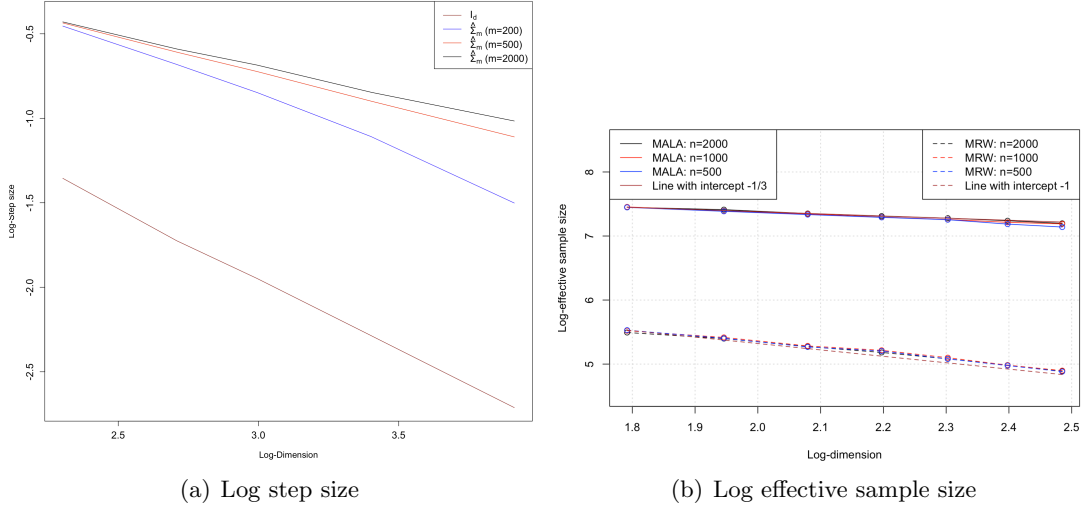 -0.5
-1.0
-1.5
-2.0
-2.5
Log-step size
I_d
Σ̂_m (m=200)
Σ̂_m (m=500)
Σ̂_m (m=2000)
2.5 3.0 3.5
Log-Dimension
(a) Log step size
8
7
6
5
Log-effective sample size
MALA: n=2000
MALA: n=1000
MALA: n=500
Line with intercept -1/3
MRW: n=2000
MRW: n=1000
MRW: n=500
Line with intercept -1
1.8 1.9 2.0 2.1 2.2 2.3 2.4 2.5
Log-dimension
(b) Log effective sample size